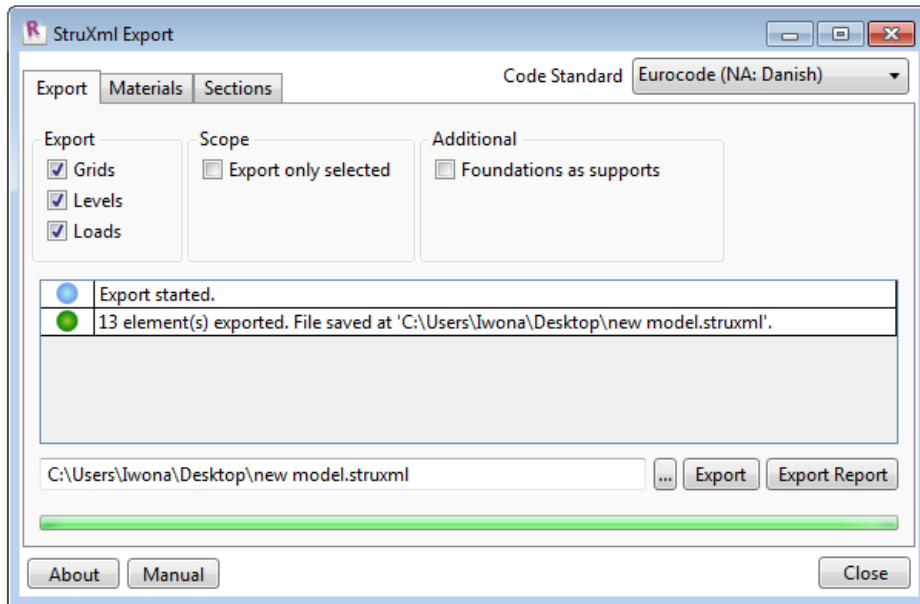 R StruXml Export
Code Standard Eurocode (NA: Danish)
Export Materials Sections
Export Scope Additional
Grids Export only selected Foundations as supports
Levels
Loads
Export started.
13 element(s) exported. File saved at 'C:\Users\Iwona\Desktop\new model.struxml'.
C:\Users\Iwona\Desktop\new model.struxml ... Export Export Report
About Manual Close